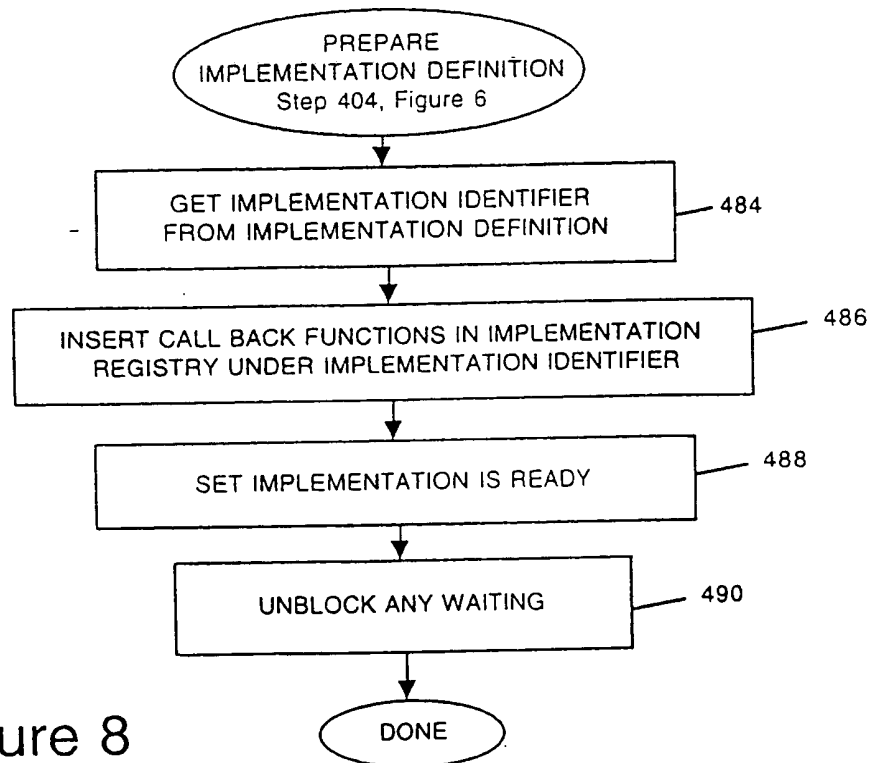 PREPARE
IMPLEMENTATION DEFINITION
Step 404, Figure 6
GET IMPLEMENTATION IDENTIFIER
FROM IMPLEMENTATION DEFINITION
484
INSERT CALL BACK FUNCTIONS IN IMPLEMENTATION
REGISTRY UNDER IMPLEMENTATION IDENTIFIER
486
SET IMPLEMENTATION IS READY
488
UNBLOCK ANY WAITING
490
DONE
ure 8